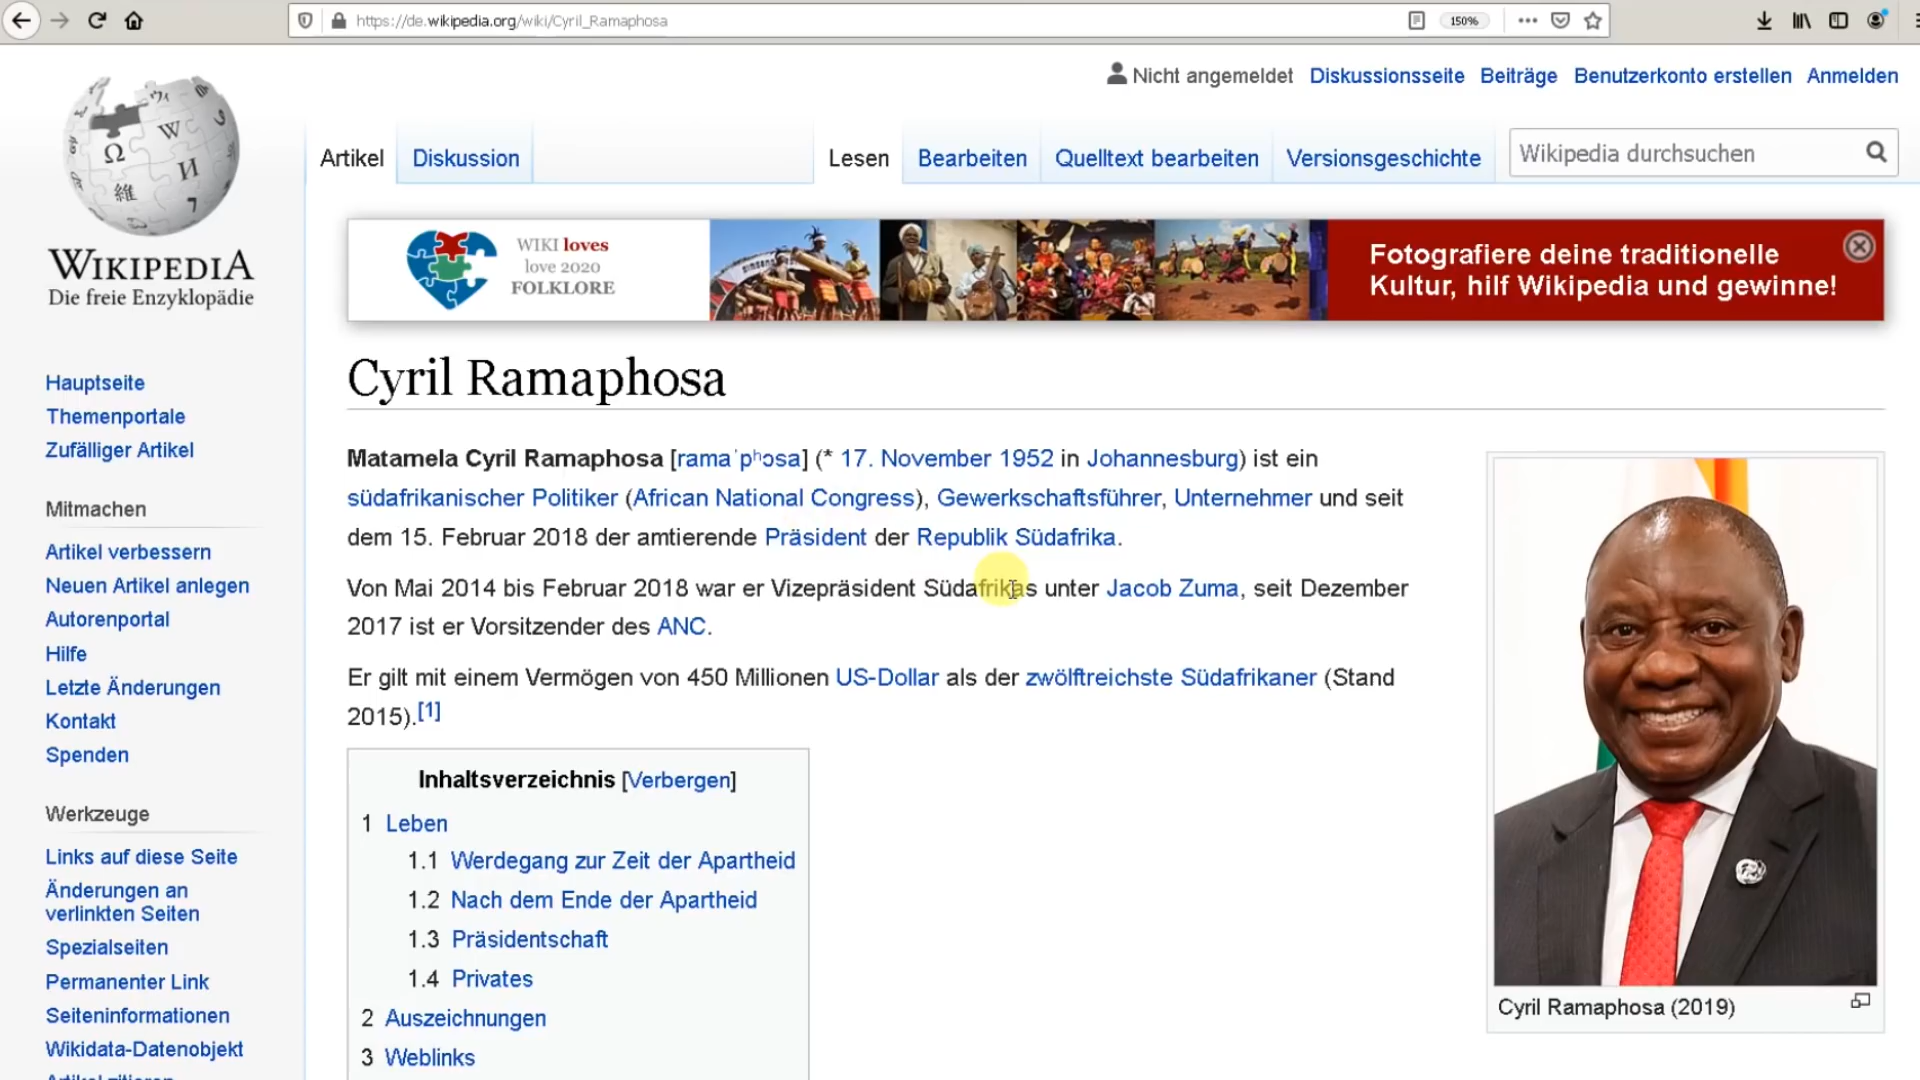 https://de.wikipedia.org/wiki/Cyril_Ramaphosa
150%
Nicht angemeldet Diskussionsseite Beiträge Benutzerkonto erstellen Anmelden
Artikel Diskussion Lesen Bearbeiten Quelltext bearbeiten Versionsgeschichte Wikipedia durchsuchen
WIKIPEDIA
Die freie Enzyklopädie
WIKI loves
love 2020
FOLKLORE
Fotografiere deine traditionelle
Kultur, hilf Wikipedia und gewinne!
Hauptseite
Themenportale
Zufälliger Artikel
Mitmachen
Artikel verbessern
Neuen Artikel anlegen
Autorenportal
Hilfe
Letzte Änderungen
Kontakt
Spenden
Werkzeuge
Links auf diese Seite
Änderungen an
verlinkten Seiten
Spezialseiten
Permanenter Link
Seiteninformationen
Wikidata-Datenobjekt
Cyril Ramaphosa
Matamela Cyril Ramaphosa [ramaˈpʰɔsa] (* 17. November 1952 in Johannesburg) ist ein
südafrikanischer Politiker (African National Congress), Gewerkschaftsführer, Unternehmer und seit
dem 15. Februar 2018 der amtierende Präsident der Republik Südafrika.
Von Mai 2014 bis Februar 2018 war er Vizepräsident Südafrikas unter Jacob Zuma, seit Dezember
2017 ist er Vorsitzender des ANC.
Er gilt mit einem Vermögen von 450 Millionen US-Dollar als der zwölftreichste Südafrikaner (Stand
2015).[1]
Inhaltsverzeichnis [Verbergen]
1 Leben
1.1 Werdegang zur Zeit der Apartheid
1.2 Nach dem Ende der Apartheid
1.3 Präsidentschaft
1.4 Privates
2 Auszeichnungen
3 Weblinks
Cyril Ramaphosa (2019)